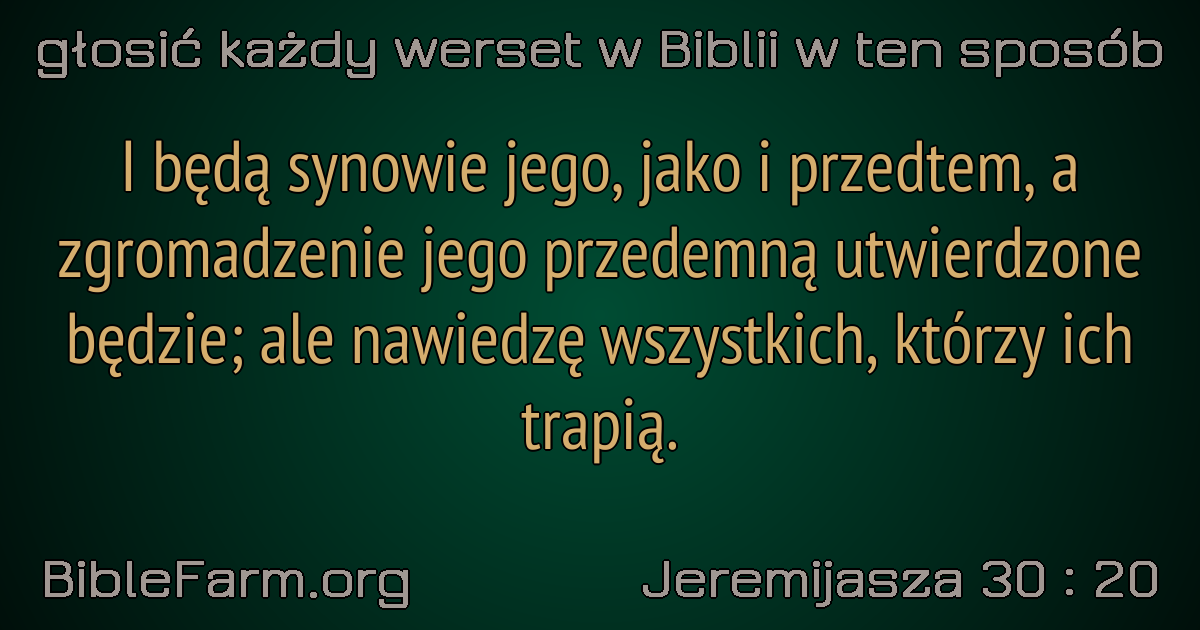 głosić każdy werset w Biblii w ten sposób
I będą synowie jego, jako i przedtem, a
zgromadzenie jego przedemną utwierdzone
będzie; ale nawiedzę wszystkich, którzy ich
trapią.
BibleFarm.org
Jeremijasza 30 : 20